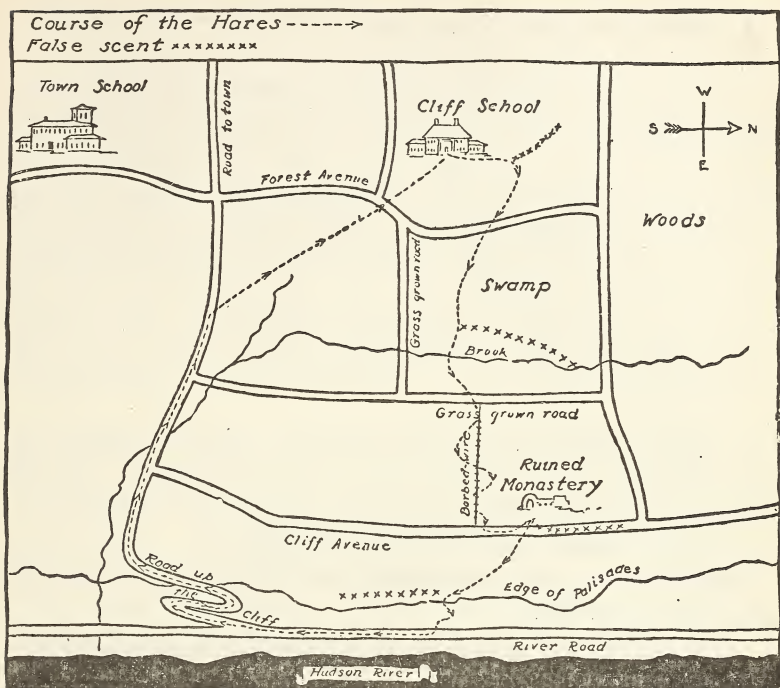 Course of the Hares
False scent
Town School
Road to town
Cliff School
W
S N
E
Forest Avenue
Woods
Grass grown road
Swamp
Brook
Grass grown road
Barbed-wire
Ruined
Monastery
Cliff Avenue
Road up
the
Cliff
Edge of Palisades
River Road
Hudson River